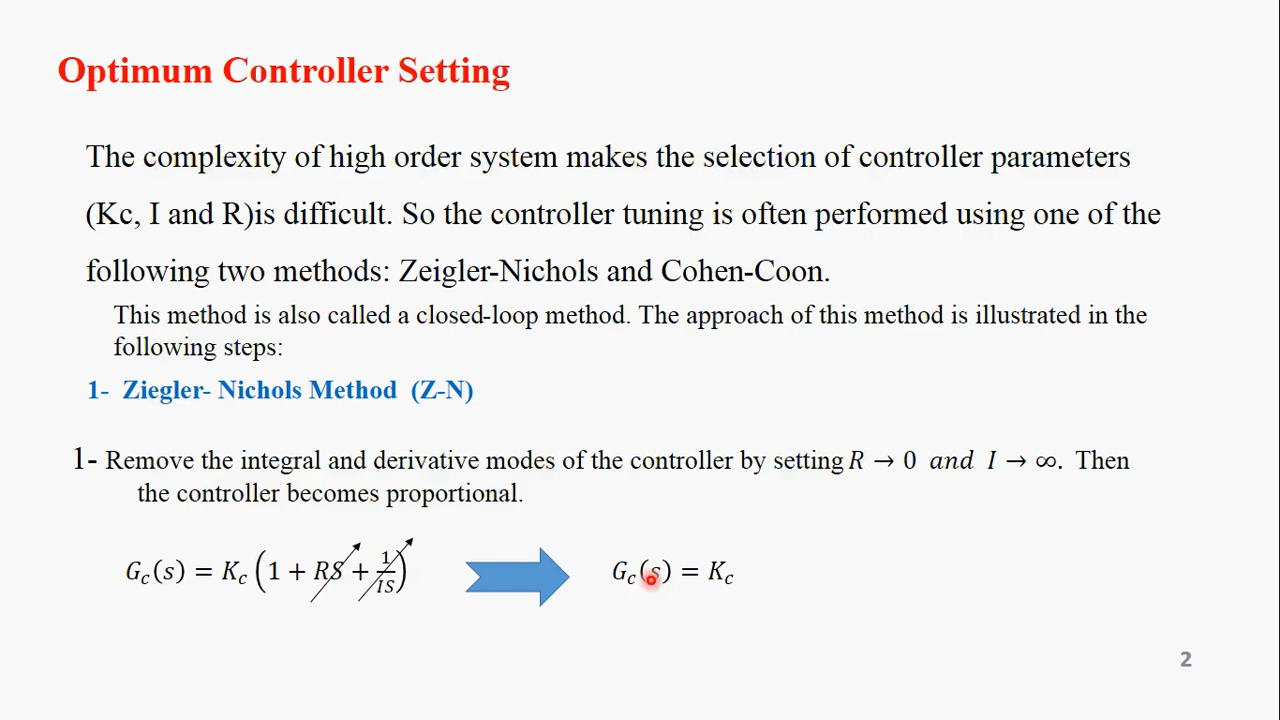 Optimum Controller Setting
The complexity of high order system makes the selection of controller parameters
(Kc, I and R)is difficult. So the controller tuning is often performed using one of the
following two methods: Zeigler-Nichols and Cohen-Coon.
This method is also called a closed-loop method. The approach of this method is illustrated in the
following steps:
1- Ziegler- Nichols Method (Z-N)
1- Remove the integral and derivative modes of the controller by setting R → 0 and I → ∞. Then
the controller becomes proportional.
G_c(s) = K_c (1 + RS + 1/IS) G_c(s) = K_c
2